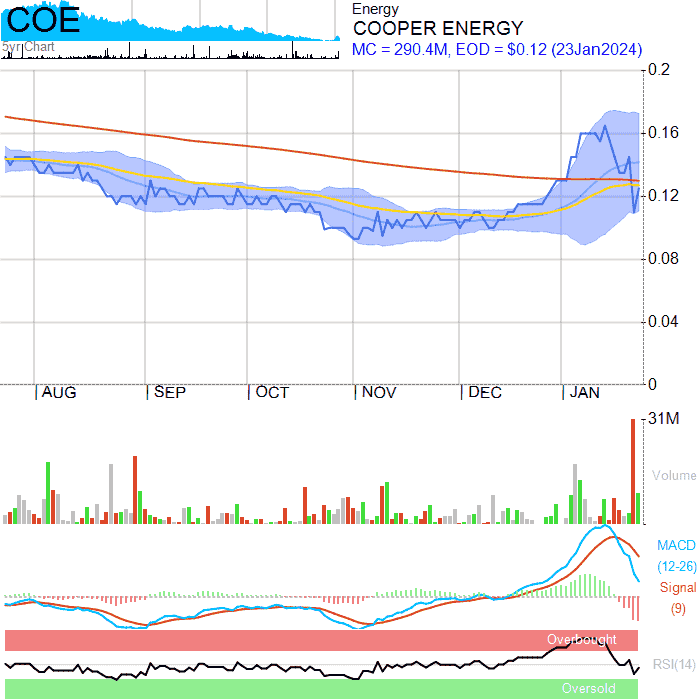 COE
5yr Chart
Energy
COOPER ENERGY
MC = 290.4M, EOD = $0.12 (23Jan2024)
0.2
0.16
0.12
0.08
0.04
0
AUG SEP OCT NOV DEC JAN
31M
Volume
MACD
(12-26)
Signal
(9)
Overbought
RSI(14)
Oversold